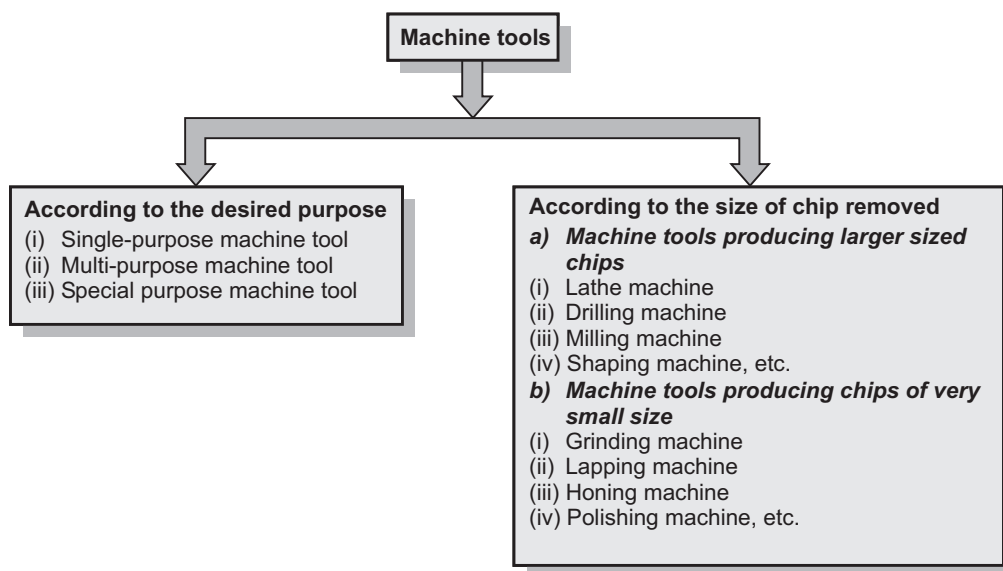 Machine tools
According to the desired purpose
(i) Single-purpose machine tool
(ii) Multi-purpose machine tool
(iii) Special purpose machine tool
According to the size of chip removed
a) Machine tools producing larger sized
chips
(i) Lathe machine
(ii) Drilling machine
(iii) Milling machine
(iv) Shaping machine, etc.
b) Machine tools producing chips of very
small size
(i) Grinding machine
(ii) Lapping machine
(iii) Honing machine
(iv) Polishing machine, etc.